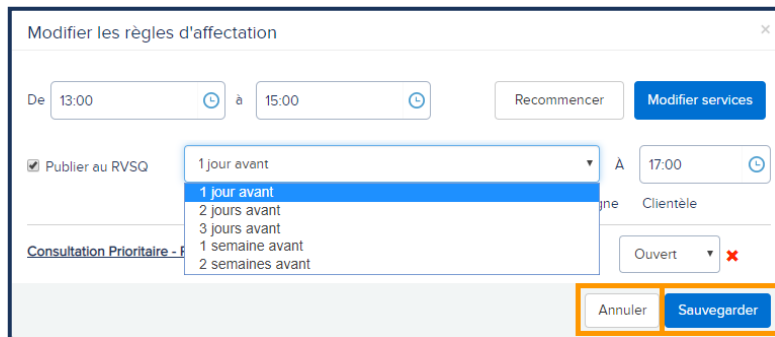 Modifier les règles d'affectation
De 13:00 à 15:00 Recommencer Modifier services
Publier au RVSQ 1 jour avant À 17:00
1 jour avant
2 jours avant
Clientèle
3 jours avant
1 semaine avant
Consultation Prioritaire - Ouvert
2 semaines avant
Annuler Sauvegarder